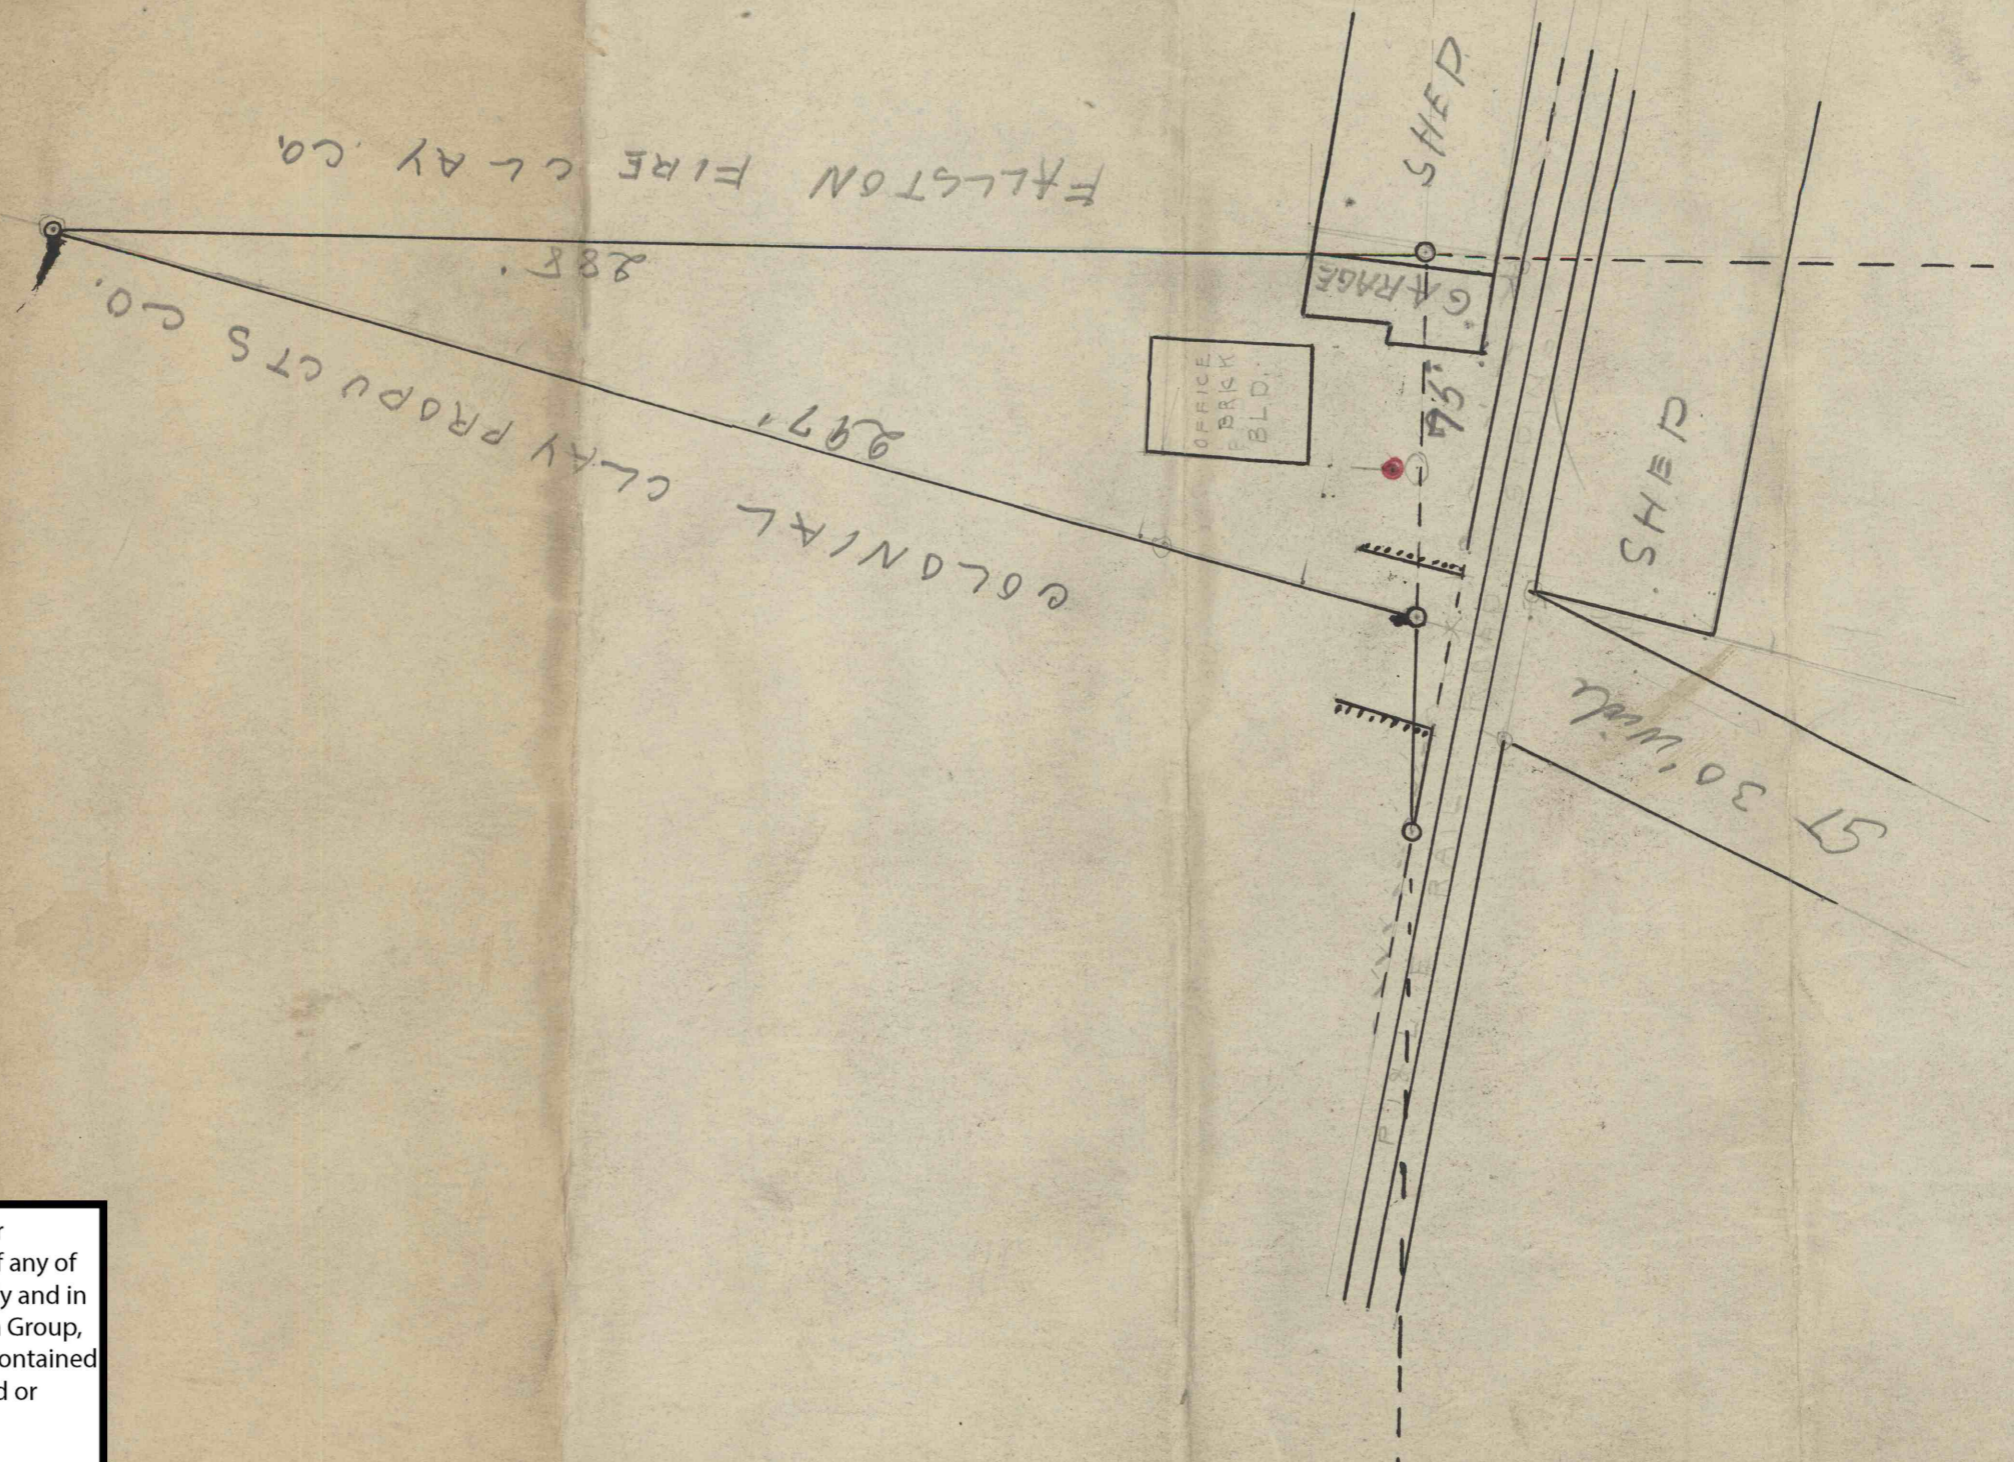 FALLSTON FIRE CLAY CO.
288'
COLONIAL CLAY PRODUCTS CO.
297'
SHED
GARAGE
OFFICE
BRICK
BLD.
75'
SHED
ST 30' Wide
f any of
y and in
Group,
ontained
d or